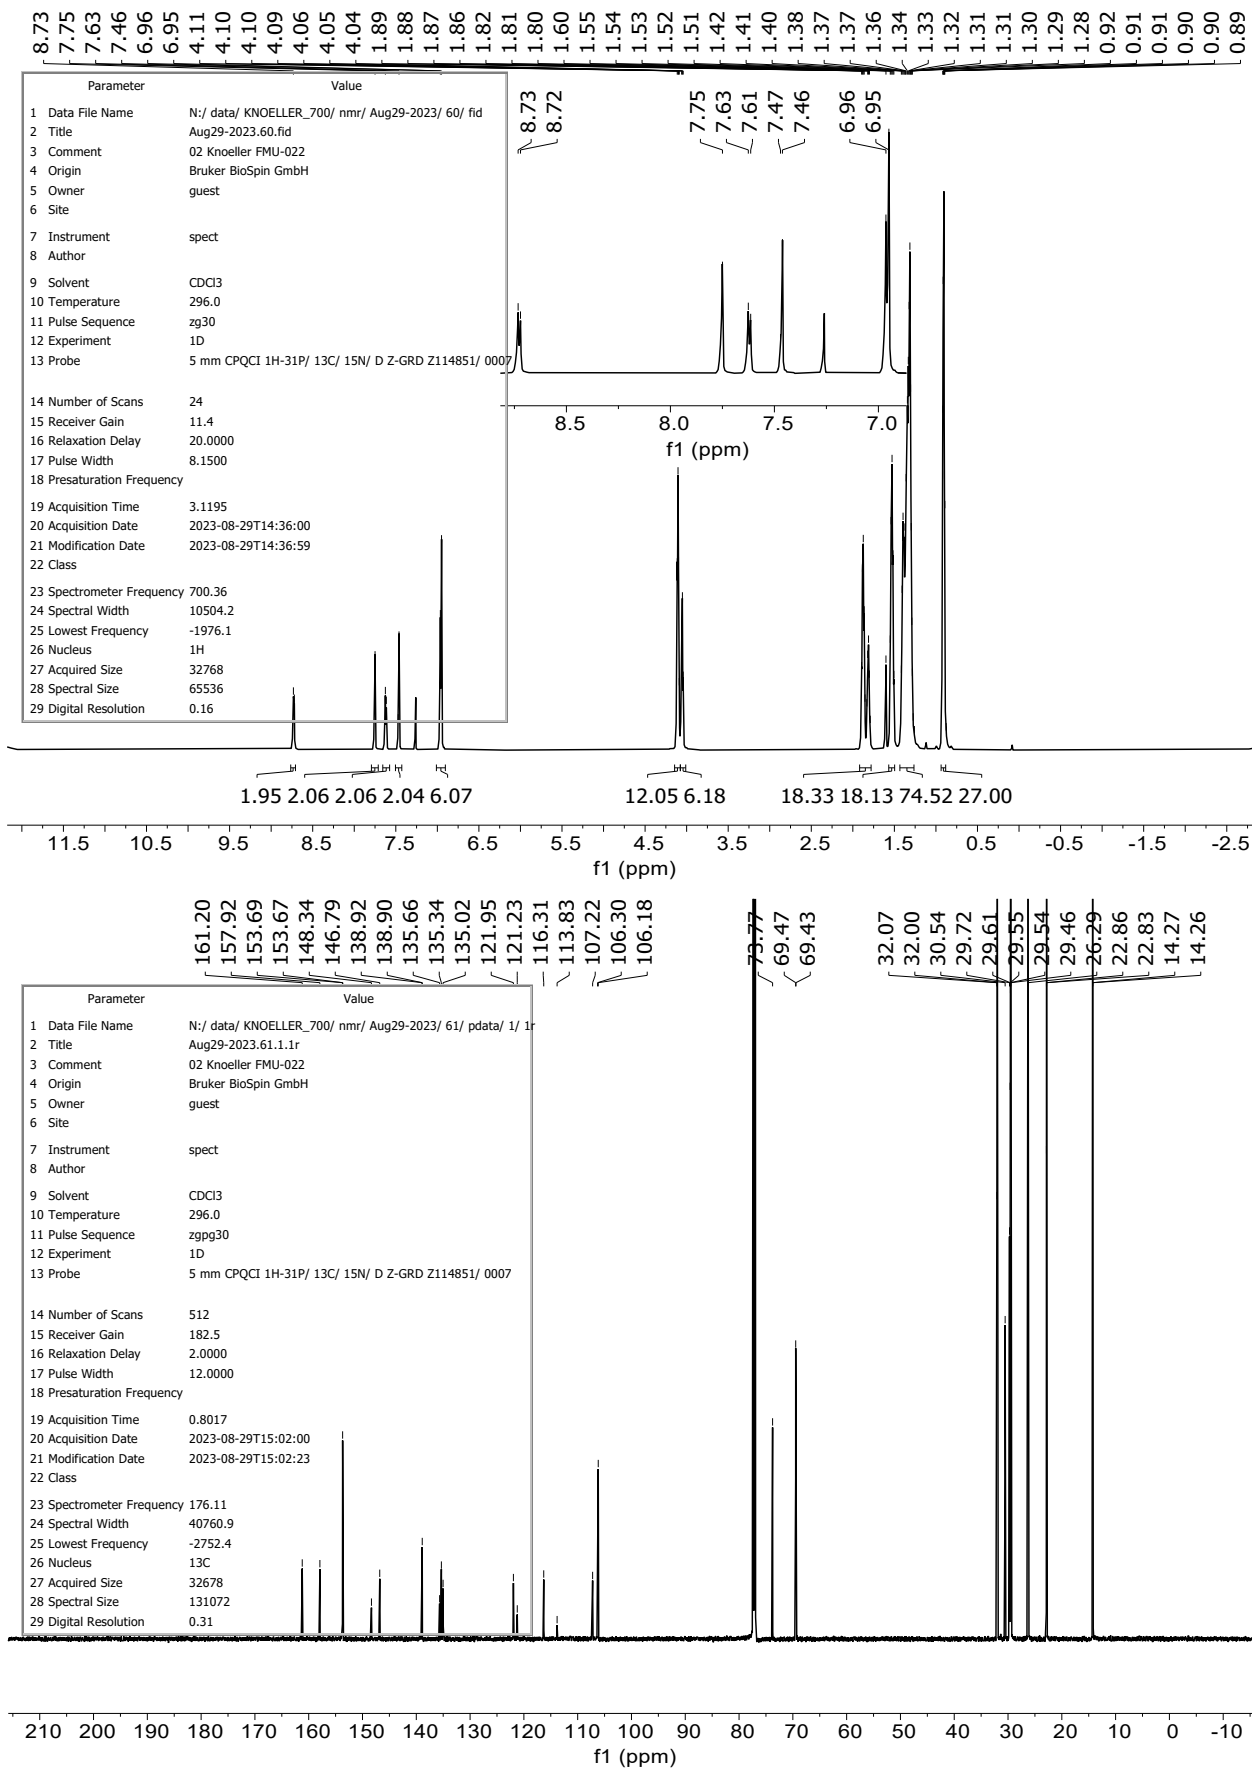 8.73 7.75 7.63 7.46 6.96 6.95 4.11 4.10 4.10 4.09 4.06 4.05 4.04 1.89 1.88 1.87 1.86 1.82 1.81 1.80 1.60 1.55 1.54 1.53 1.52 1.51 1.42 1.41 1.40 1.38 1.37 1.37 1.36 1.34 1.33 1.32 1.31 1.31 1.30 1.29 1.28 0.92 0.91 0.91 0.90 0.90 0.89
Parameter Value
1 Data File Name N:/ data/ KNOELLER_700/ nmr/ Aug29-2023/ 60/ fid
2 Title Aug29-2023.60.fid
3 Comment 02 Knoeller FMU-022
4 Origin Bruker BioSpin GmbH
5 Owner guest
6 Site
7 Instrument spect
8 Author
9 Solvent CDCl3
10 Temperature 296.0
11 Pulse Sequence zg30
12 Experiment 1D
13 Probe 5 mm CPQCI 1H-31P/ 13C/ 15N/ D Z-GRD Z114851/ 0007
14 Number of Scans 24
15 Receiver Gain 11.4
16 Relaxation Delay 20.0000
17 Pulse Width 8.1500
18 Presaturation Frequency
19 Acquisition Time 3.1195
20 Acquisition Date 2023-08-29T14:36:00
21 Modification Date 2023-08-29T14:36:59
22 Class
23 Spectrometer Frequency 700.36
24 Spectral Width 10504.2
25 Lowest Frequency -1976.1
26 Nucleus 1H
27 Acquired Size 32768
28 Spectral Size 65536
29 Digital Resolution 0.16
8.73 8.72 7.75 7.63 7.61 7.47 7.46 6.96 6.95
8.5 8.0 7.5 7.0
f1 (ppm)
1.95 2.06 2.06 2.04 6.07 12.05 6.18 18.33 18.13 74.52 27.00
11.5 10.5 9.5 8.5 7.5 6.5 5.5 4.5 3.5 2.5 1.5 0.5 -0.5 -1.5 -2.5
f1 (ppm)
161.20 157.92 153.69 153.67 148.34 146.79 138.92 138.90 135.66 135.34 135.02 121.95 121.23 116.31 113.83 107.22 106.30 106.18 73.77 69.47 69.43 32.07 32.00 30.54 29.72 29.61 29.55 29.54 29.46 26.29 22.86 22.83 14.27 14.26
Parameter Value
1 Data File Name N:/ data/ KNOELLER_700/ nmr/ Aug29-2023/ 61/ pdata/ 1/ 1r
2 Title Aug29-2023.61.1.1r
3 Comment 02 Knoeller FMU-022
4 Origin Bruker BioSpin GmbH
5 Owner guest
6 Site
7 Instrument spect
8 Author
9 Solvent CDCl3
10 Temperature 296.0
11 Pulse Sequence zgpg30
12 Experiment 1D
13 Probe 5 mm CPQCI 1H-31P/ 13C/ 15N/ D Z-GRD Z114851/ 0007
14 Number of Scans 512
15 Receiver Gain 182.5
16 Relaxation Delay 2.0000
17 Pulse Width 12.0000
18 Presaturation Frequency
19 Acquisition Time 0.8017
20 Acquisition Date 2023-08-29T15:02:00
21 Modification Date 2023-08-29T15:02:23
22 Class
23 Spectrometer Frequency 176.11
24 Spectral Width 40760.9
25 Lowest Frequency -2752.4
26 Nucleus 13C
27 Acquired Size 32678
28 Spectral Size 131072
29 Digital Resolution 0.31
210 200 190 180 170 160 150 140 130 120 110 100 90 80 70 60 50 40 30 20 10 0 -10
f1 (ppm)